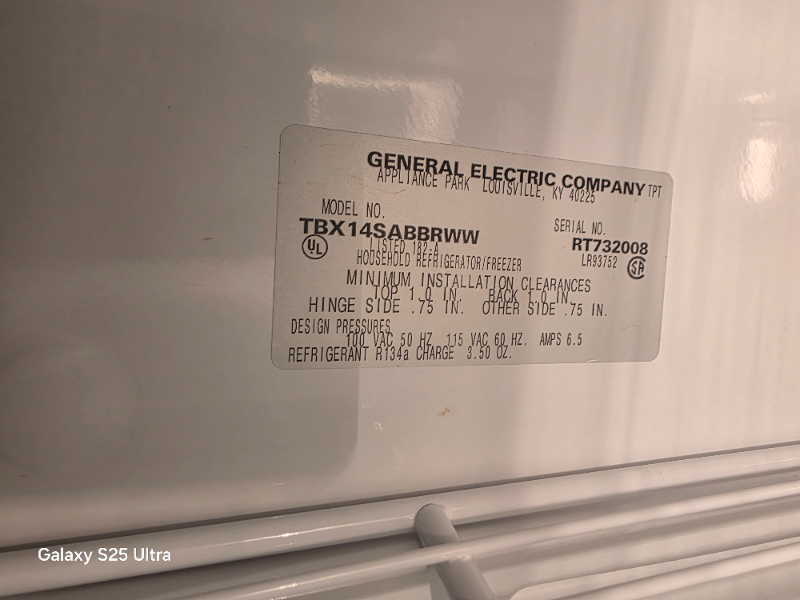 GENERAL ELECTRIC COMPANY TPT
APPLIANCE PARK LOUISVILLE, KY 40225
MODEL NO.
TBX14SABBRWW
SERIAL NO.
RT732008
UL
LISTED 182-A
LR93752
HOUSEHOLD REFRIGERATOR/FREEZER
MINIMUM INSTALLATION CLEARANCES
TOP 1.0 IN. BACK 1.0 IN.
HINGE SIDE .75 IN. OTHER SIDE .75 IN.
DESIGN PRESSURES
100 VAC 50 HZ, 115 VAC 60 HZ. AMPS 6.5
REFRIGERANT R134a CHARGE 3.50 OZ.
Galaxy S25 Ultra